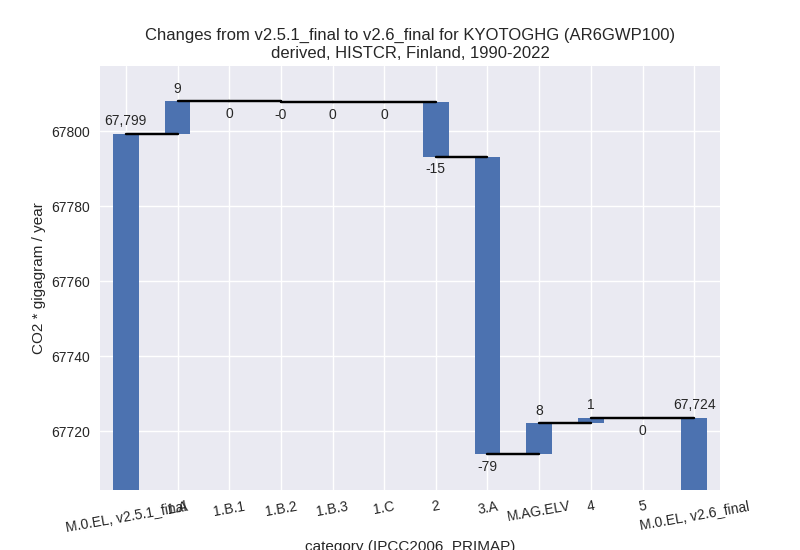 Changes from v2.5.1_final to v2.6_final for KYOTOGHG (AR6GWP100)
derived, HISTCR, Finland, 1990-2022
CO2 * gigagram / year
67800
67780
67760
67740
67720
67,799
9
0
-0
0
0
-15
-79
8
1
0
67,724
M.0.EL, v2.5.1_final
1.A
1.B.1
1.B.2
1.B.3
1.C
2
3.A
M.AG.ELV
4
5
M.0.EL, v2.6_final
category (IPCC2006_PRIMAP)